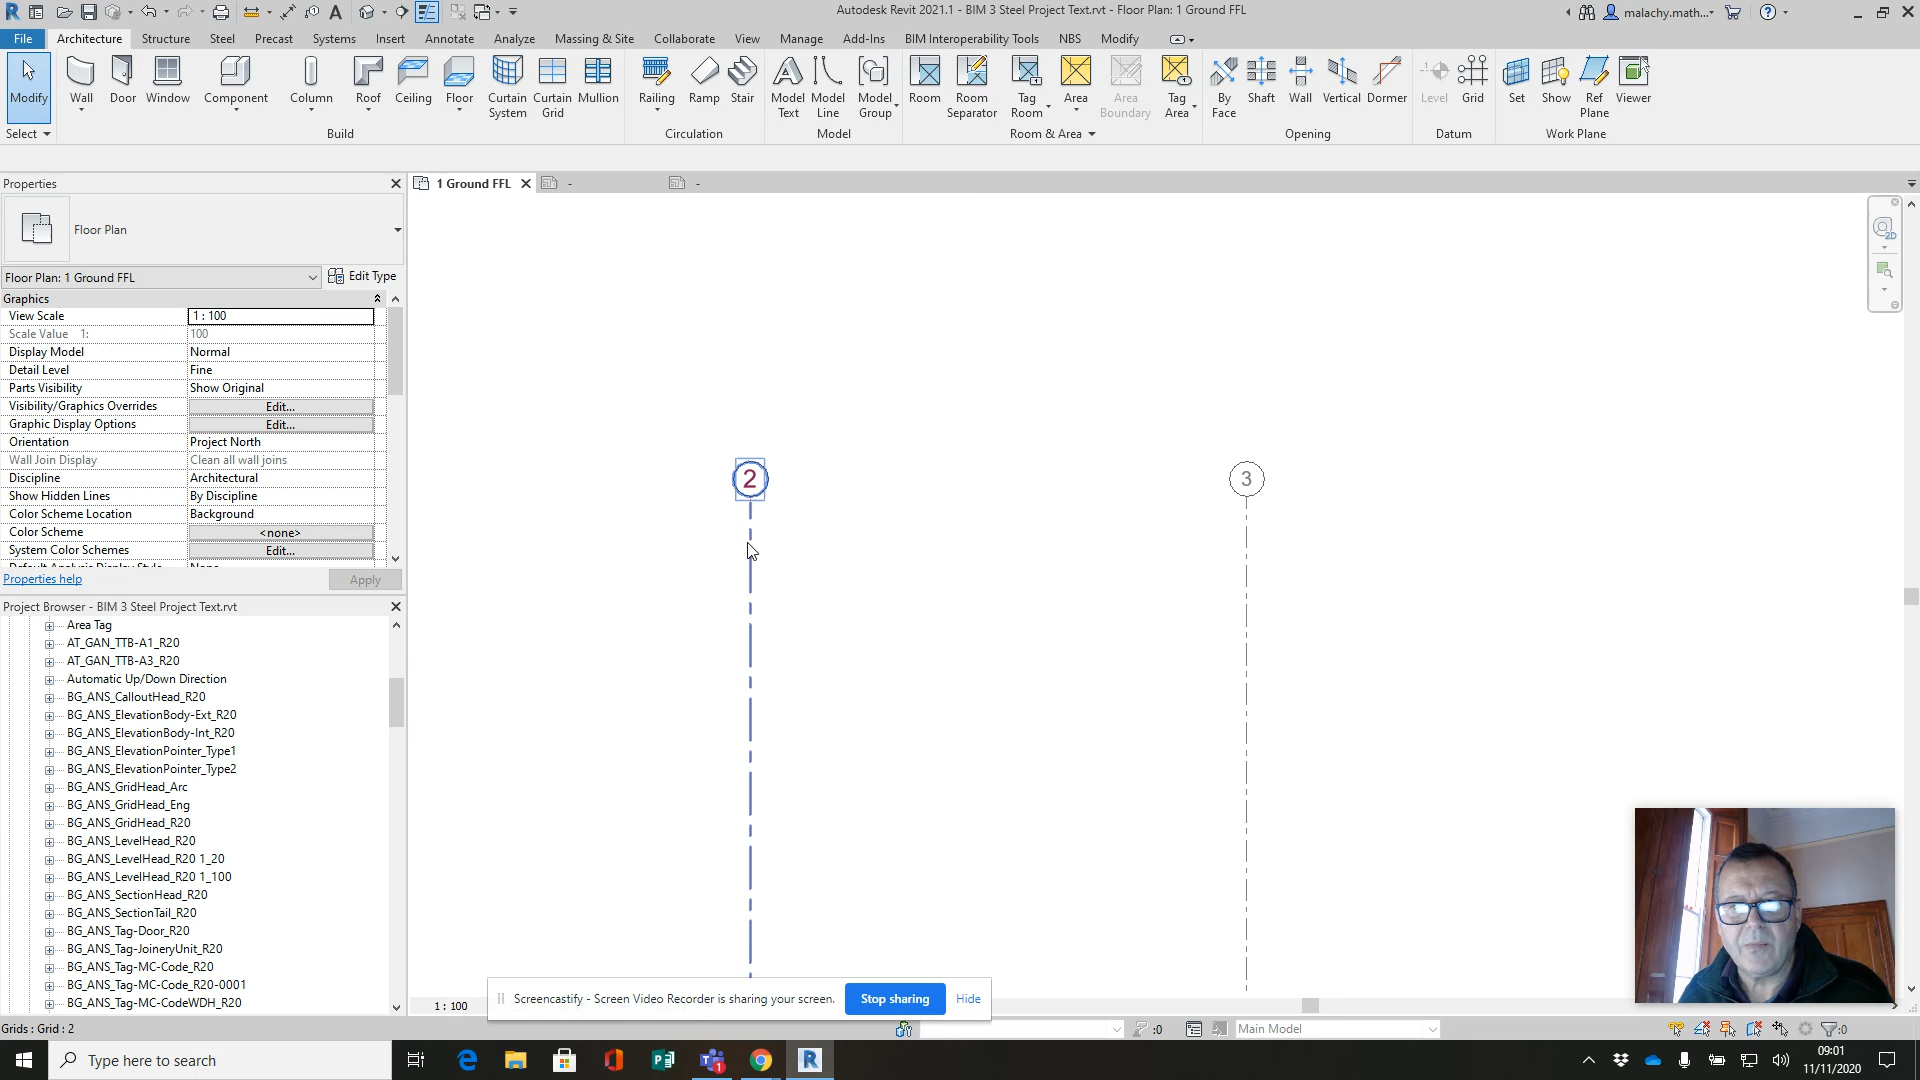 Autodesk Revit 2021.1 - BIM 3 Steel Project Text.rvt - Floor Plan: 1 Ground FFL
malachy.math...
File Architecture Structure Steel Precast Systems Insert Annotate Analyze Massing & Site Collaborate View Manage Add-Ins BIM Interoperability Tools NBS Modify
Modify Wall Door Window Component Column Roof Ceiling Floor Curtain System Curtain Grid Mullion Railing Ramp Stair Model Text Model Line Model Group Room Room Separator Tag Room Area Area Boundary Tag Area By Face Shaft Wall Vertical Dormer Level Grid Set Show Ref Plane Viewer
Select Build Circulation Model Room & Area Opening Datum Work Plane
Properties
1 Ground FFL - -
Floor Plan
Floor Plan: 1 Ground FFL Edit Type
Graphics
View Scale 1 : 100
Scale Value 1: 100
Display Model Normal
Detail Level Fine
Parts Visibility Show Original
Visibility/Graphics Overrides Edit...
Graphic Display Options Edit...
Orientation Project North
Wall Join Display Clean all wall joins
Discipline Architectural
Show Hidden Lines By Discipline
Color Scheme Location Background
Color Scheme <none>
System Color Schemes Edit...
Default Analysis Display Style None
Properties help Apply
2D
2
3
Project Browser - BIM 3 Steel Project Text.rvt
Area Tag
AT_GAN_TTB-A1_R20
AT_GAN_TTB-A3_R20
Automatic Up/Down Direction
BG_ANS_CalloutHead_R20
BG_ANS_ElevationBody-Ext_R20
BG_ANS_ElevationBody-Int_R20
BG_ANS_ElevationPointer_Type1
BG_ANS_ElevationPointer_Type2
BG_ANS_GridHead_Arc
BG_ANS_GridHead_Eng
BG_ANS_GridHead_R20
BG_ANS_LevelHead_R20
BG_ANS_LevelHead_R20 1_20
BG_ANS_LevelHead_R20 1_100
BG_ANS_SectionHead_R20
BG_ANS_SectionTail_R20
BG_ANS_Tag-Door_R20
BG_ANS_Tag-JoineryUnit_R20
BG_ANS_Tag-MC-Code_R20
BG_ANS_Tag-MC-Code_R20-0001
BG_ANS_Tag-MC-CodeWDH_R20
1 : 100
Screencastify - Screen Video Recorder is sharing your screen. Stop sharing Hide
Grids : Grid : 2
:0
Main Model
:0
Type here to search
1
09:01
11/11/2020